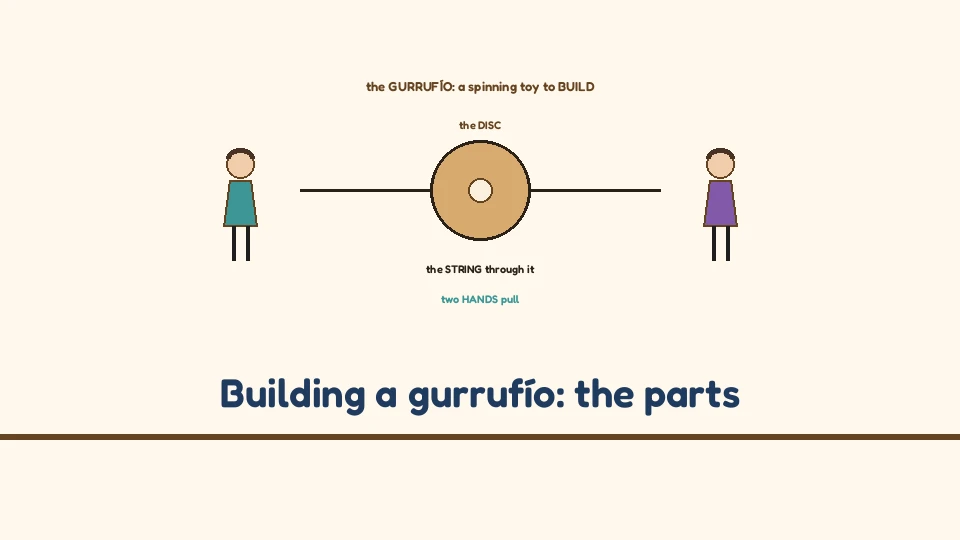 the GURRUFÍO: a spinning toy to BUILD
the DISC
the STRING through it
two HANDS pull
Building a gurrufío: the parts